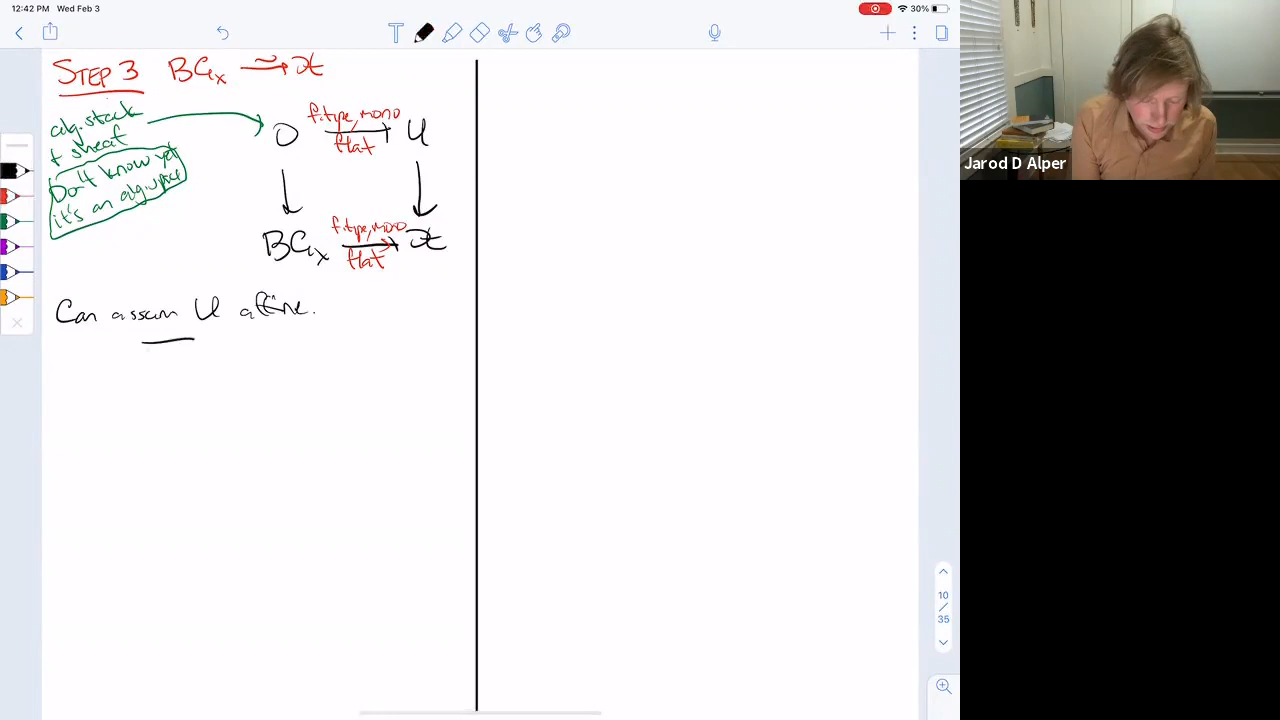 12:42 PM Wed Feb 3
30%
STEP 3 BG_x ⥲ 𝒳
alg. stack
+ sheaf
Don't know yet
it's an alg. space
f. type, mono
O → U
flat
f. type, mono
BG_x → 𝒳
flat
Can assum U affine.
Jarod D Alper
10
/
35